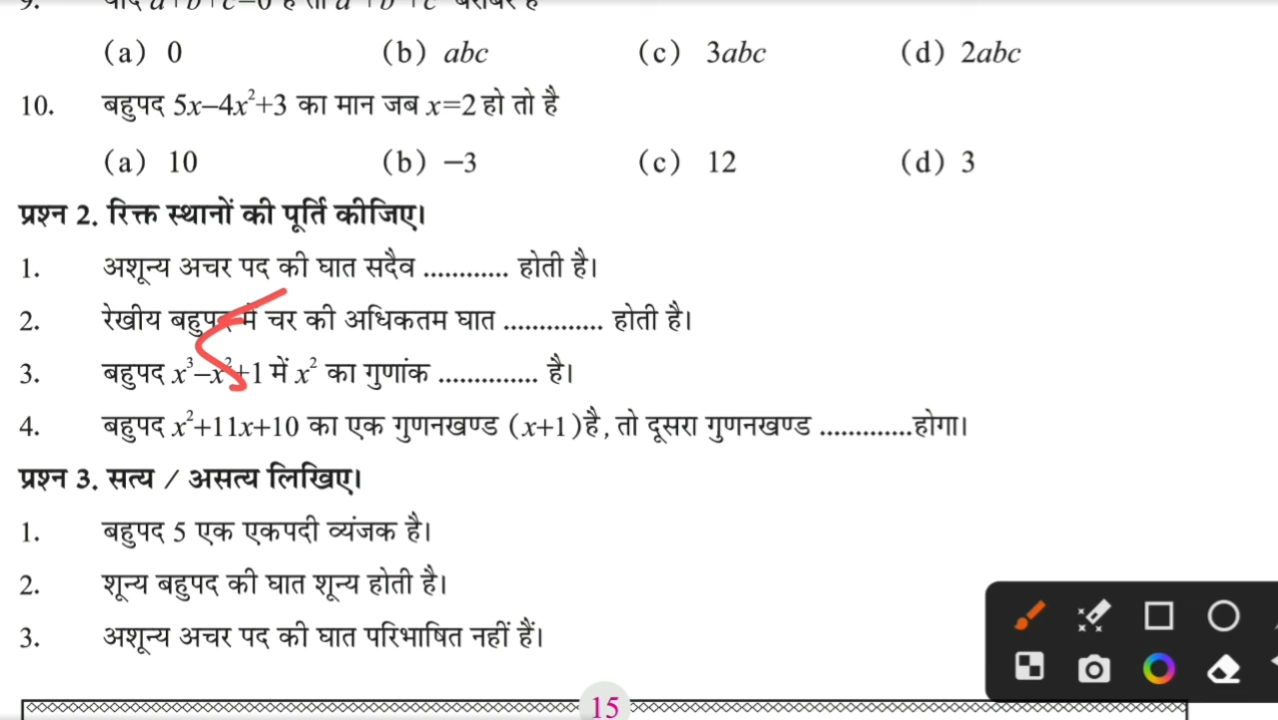 (a) 0 (b) abc (c) 3abc (d) 2abc
10. बहुपद 5x–4x²+3 का मान जब x=2 हो तो है
(a) 10 (b) –3 (c) 12 (d) 3
प्रश्न 2. रिक्त स्थानों की पूर्ति कीजिए।
1. अशून्य अचर पद की घात सदैव ............ होती है।
2. रेखीय बहुपद में चर की अधिकतम घात .............. होती है।
3. बहुपद x³–x²+1 में x² का गुणांक .............. है।
4. बहुपद x²+11x+10 का एक गुणनखण्ड (x+1)है, तो दूसरा गुणनखण्ड .............होगा।
प्रश्न 3. सत्य / असत्य लिखिए।
1. बहुपद 5 एक एकपदी व्यंजक है।
2. शून्य बहुपद की घात शून्य होती है।
3. अशून्य अचर पद की घात परिभाषित नहीं हैं।
15